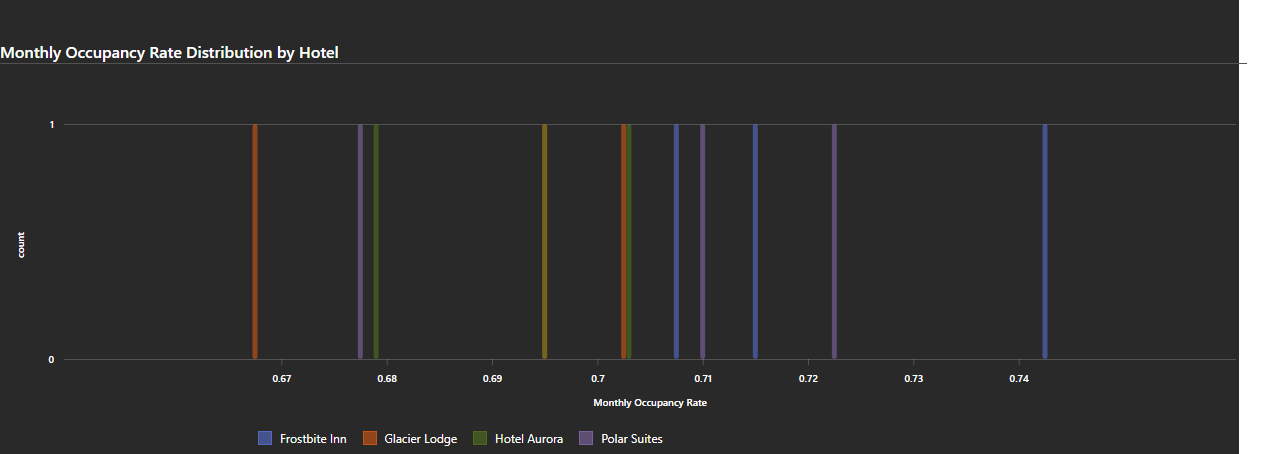 Monthly Occupancy Rate Distribution by Hotel
1
count
0
0.67 0.68 0.69 0.7 0.71 0.72 0.73 0.74
Monthly Occupancy Rate
Frostbite Inn Glacier Lodge Hotel Aurora Polar Suites